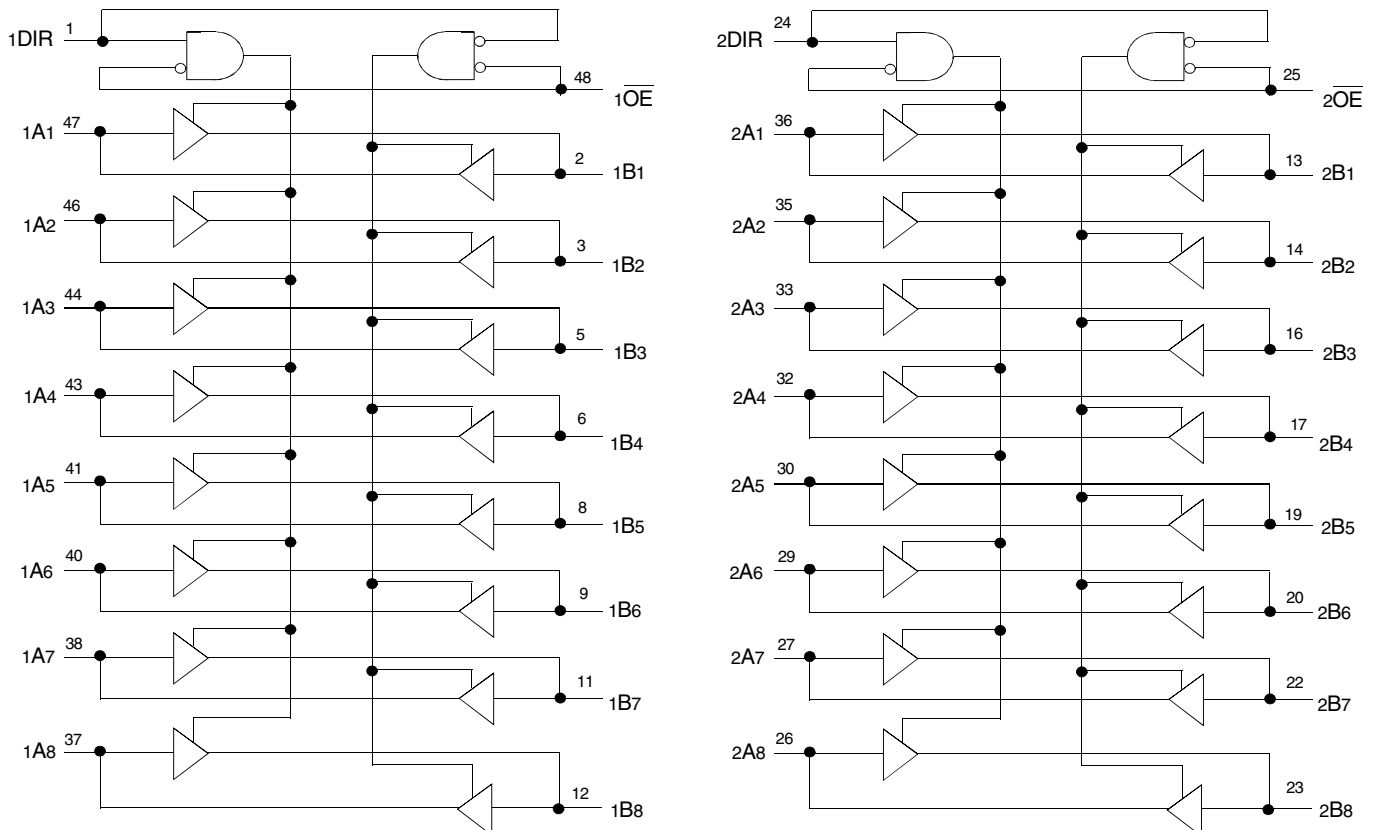 1DIR 1 24 2DIR
48 1OE 25 2OE
1A1 47 2 1B1 2A1 36 13 2B1
1A2 46 3 1B2 2A2 35 14 2B2
1A3 44 5 1B3 2A3 33 16 2B3
1A4 43 6 1B4 2A4 32 17 2B4
1A5 41 8 1B5 2A5 30 19 2B5
1A6 40 9 1B6 2A6 29 20 2B6
1A7 38 11 1B7 2A7 27 22 2B7
1A8 37 12 1B8 2A8 26 23 2B8